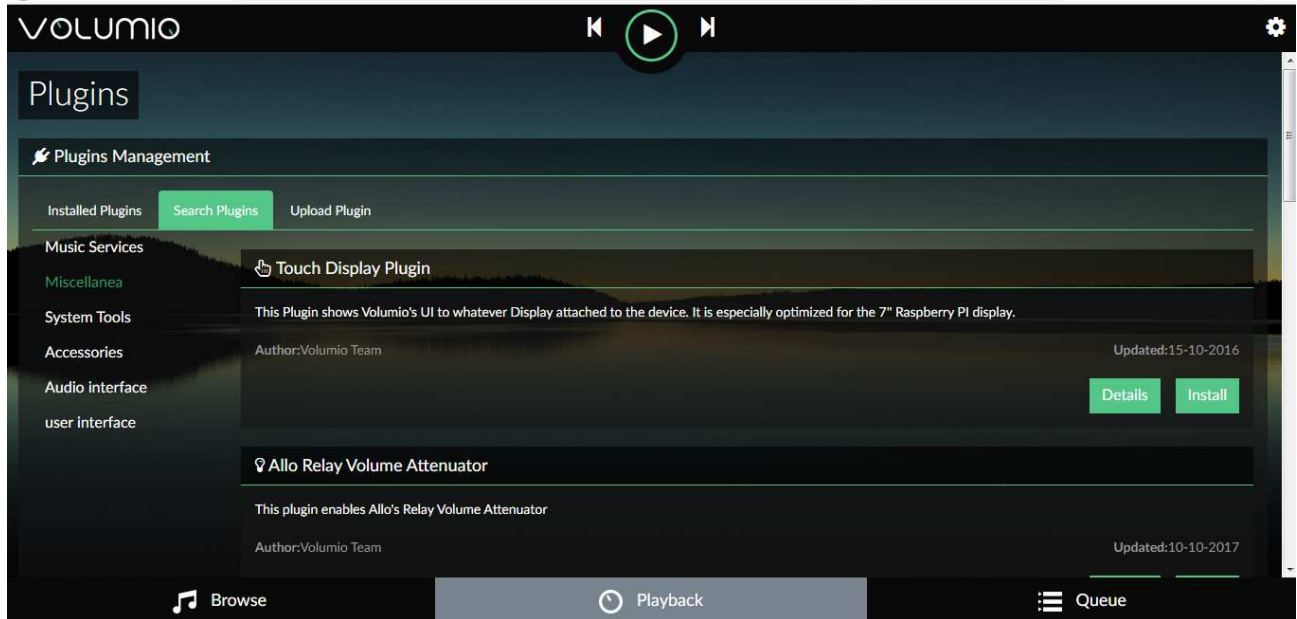 VOLUMIO
Plugins
Plugins Management
Installed Plugins Search Plugins Upload Plugin
Music Services
Miscellanea
System Tools
Accessories
Audio interface
user interface
Touch Display Plugin
This Plugin shows Volumio's UI to whatever Display attached to the device. It is especially optimized for the 7" Raspberry PI display.
Author:Volumio Team Updated:15-10-2016
Details Install
Allo Relay Volume Attenuator
This plugin enables Allo's Relay Volume Attenuator
Author:Volumio Team Updated:10-10-2017
Browse Playback Queue